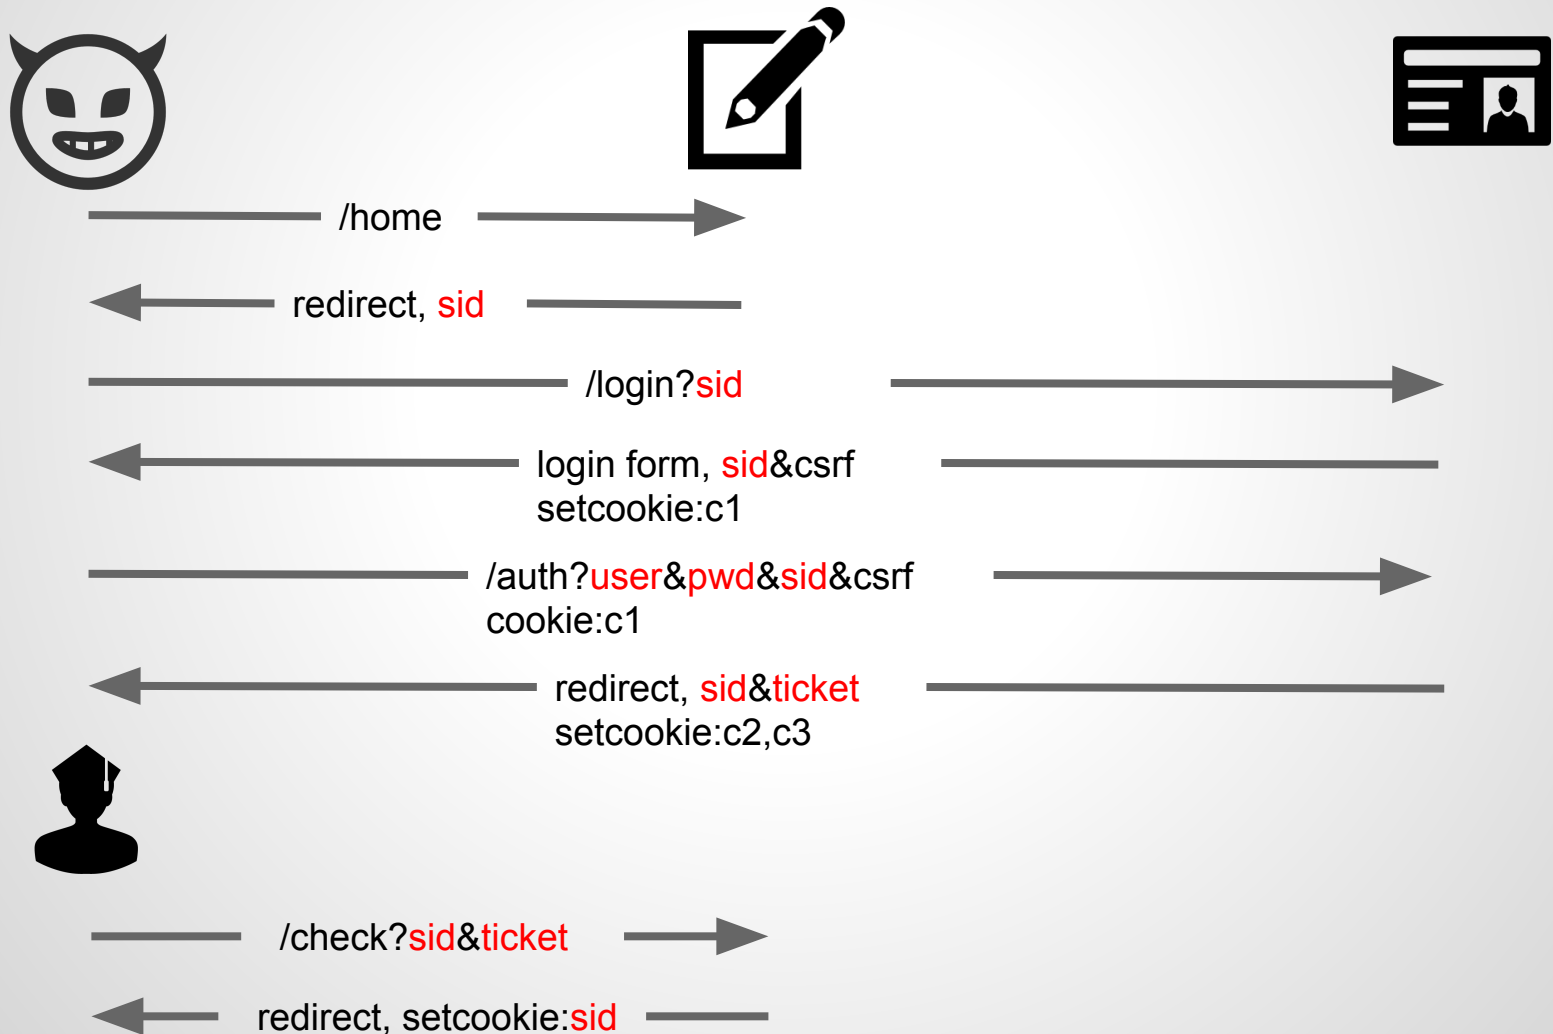 /home
redirect, sid
/login?sid
login form, sid&csrf
setcookie:c1
/auth?user&pwd&sid&csrf
cookie:c1
redirect, sid&ticket
setcookie:c2,c3
/check?sid&ticket
redirect, setcookie:sid